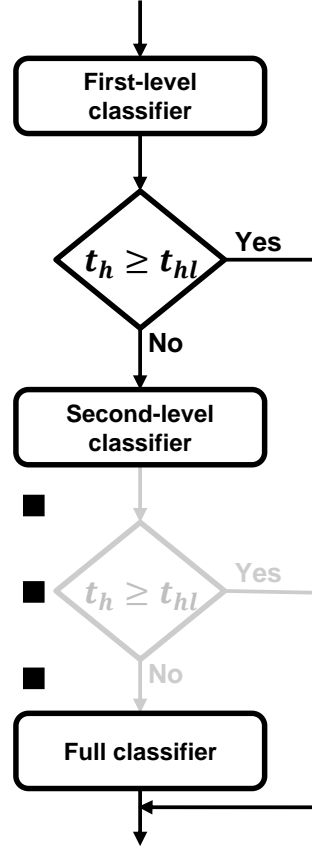 First-level
classifier
t_h ≥ t_hl
Yes
No
Second-level
classifier
t_h ≥ t_hl
Yes
No
Full classifier